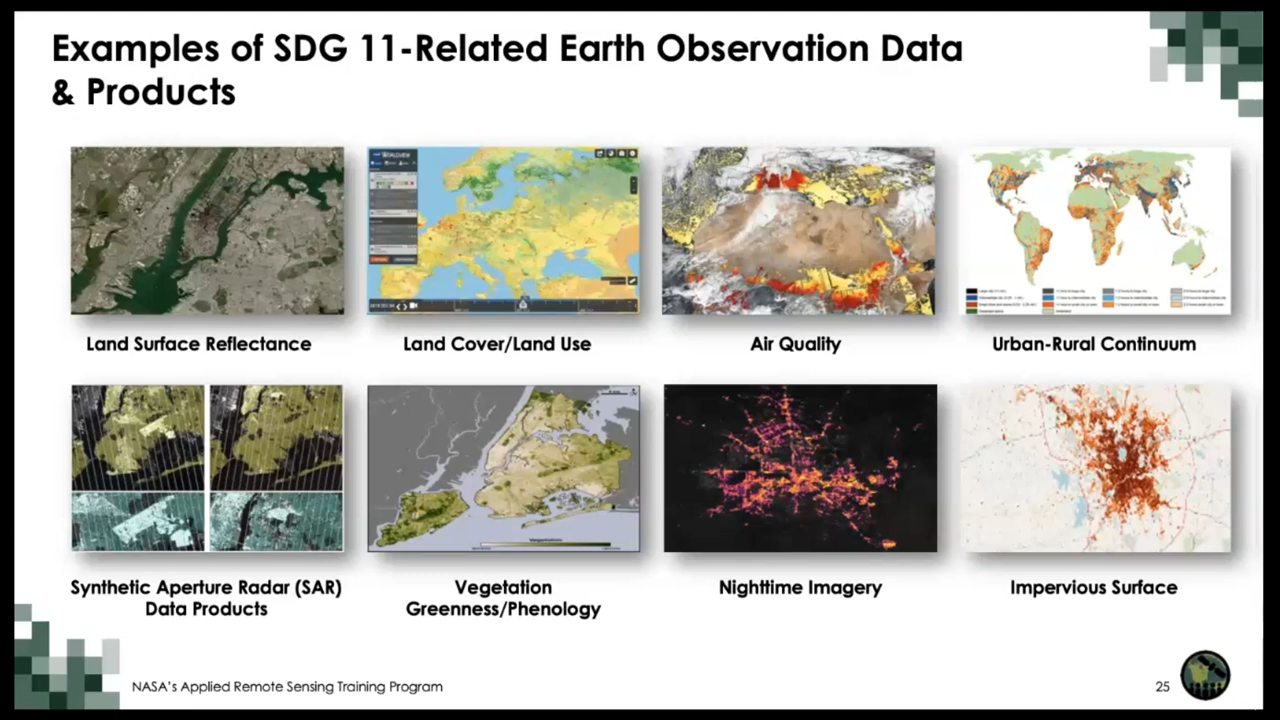 Examples of SDG 11-Related Earth Observation Data
& Products
WORLDVIEW
Land Surface Reflectance
Land Cover/Land Use
Air Quality
Urban-Rural Continuum
Vegetation
Synthetic Aperture Radar (SAR)
Data Products
Vegetation
Greenness/Phenology
Nighttime Imagery
Impervious Surface
NASA's Applied Remote Sensing Training Program
25